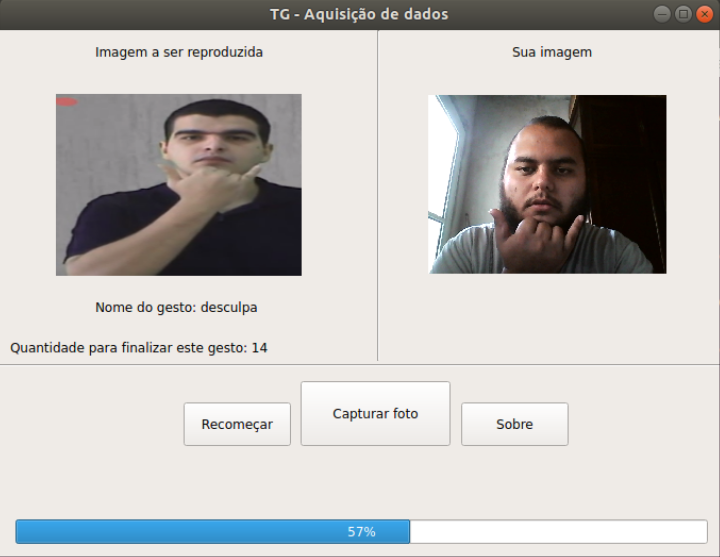 TG - Aquisição de dados
Imagem a ser reproduzida
Sua imagem
Nome do gesto: desculpa
Quantidade para finalizar este gesto: 14
Recomeçar
Capturar foto
Sobre
57%